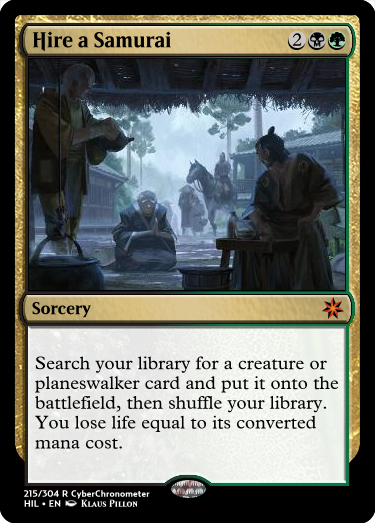 Hire a Samurai 2
Sorcery
Search your library for a creature or
planeswalker card and put it onto the
battlefield, then shuffle your library.
You lose life equal to its converted
mana cost.
215/304 R CyberChronometer
HIL • EN Klaus Pillon